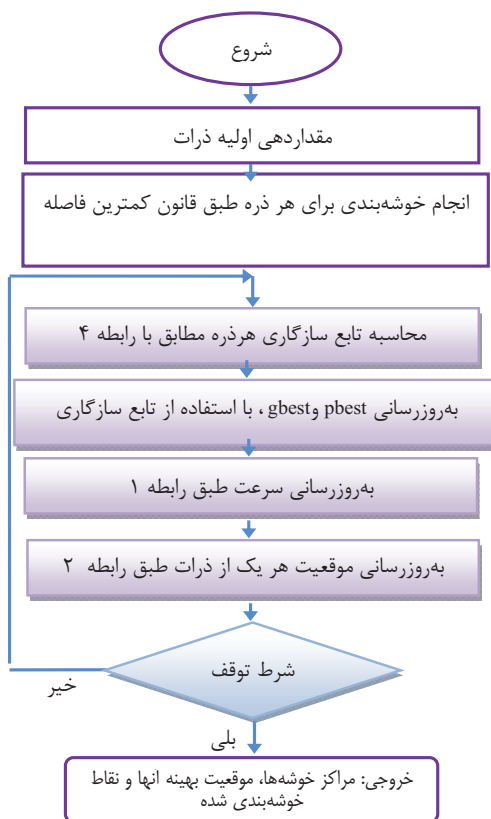 شروع
مقداردهی اولیه ذرات
انجام خوشه‌بندی برای هر ذره طبق قانون کمترین فاصله
محاسبه تابع سازگاری هرذره مطابق با رابطه ۴
به‌روزرسانی pbest وgbest ، با استفاده از تابع سازگاری
به‌روزرسانی سرعت طبق رابطه ۱
به‌روزرسانی موقعیت هر یک از ذرات طبق رابطه ۲
شرط توقف
خیر
بلی
خروجی: مراکز خوشه‌ها، موقعیت بهینه انها و نقاط
خوشه‌بندی شده